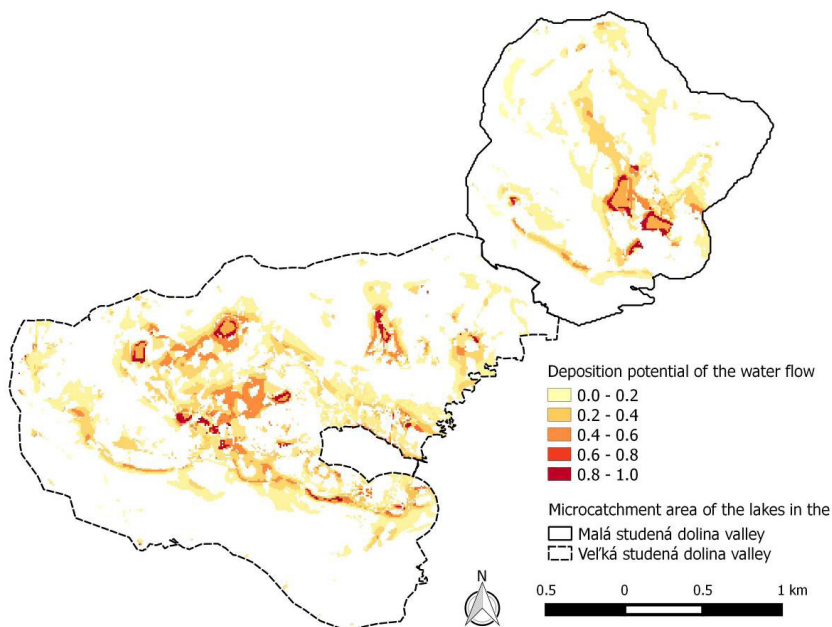 Deposition potential of the water flow
0.0 - 0.2
0.2 - 0.4
0.4 - 0.6
0.6 - 0.8
0.8 - 1.0
Microcatchment area of the lakes in the
Malá studená dolina valley
Veľká studená dolina valley
N
0.5 0 0.5 1 km